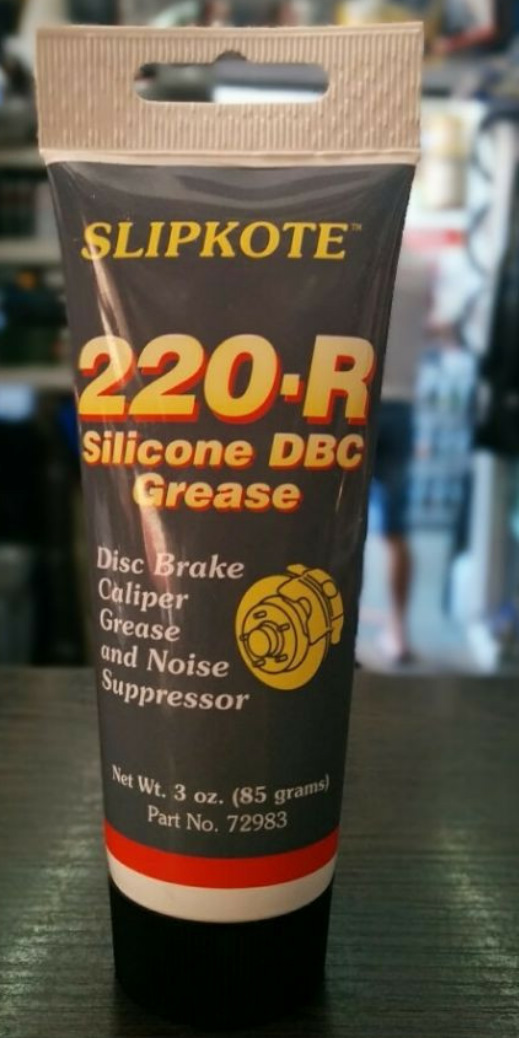 SLIPKOTE™
220-R
Silicone DBC
Grease
Disc Brake
Caliper
Grease
and Noise
Suppressor
Net Wt. 3 oz. (85 grams)
Part No. 72983